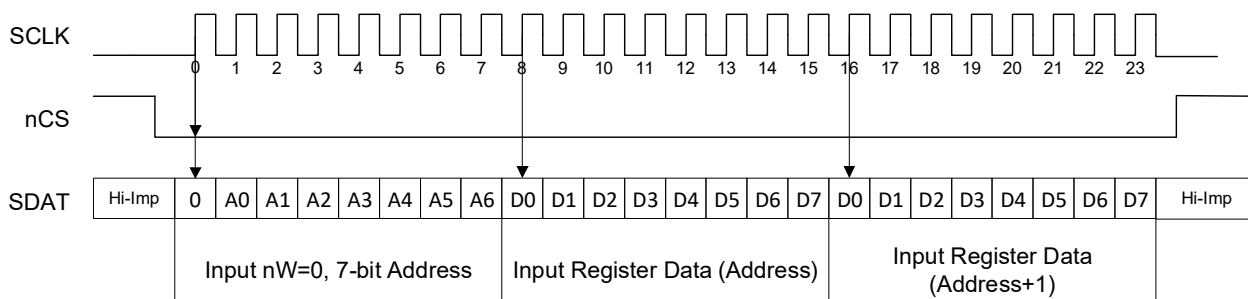 SCLK
0 1 2 3 4 5 6 7 8 9 10 11 12 13 14 15 16 17 18 19 20 21 22 23
nCS
SDAT Hi-Imp 0 A0 A1 A2 A3 A4 A5 A6 D0 D1 D2 D3 D4 D5 D6 D7 D0 D1 D2 D3 D4 D5 D6 D7 Hi-Imp
Input nW=0, 7-bit Address
Input Register Data (Address)
Input Register Data
(Address+1)